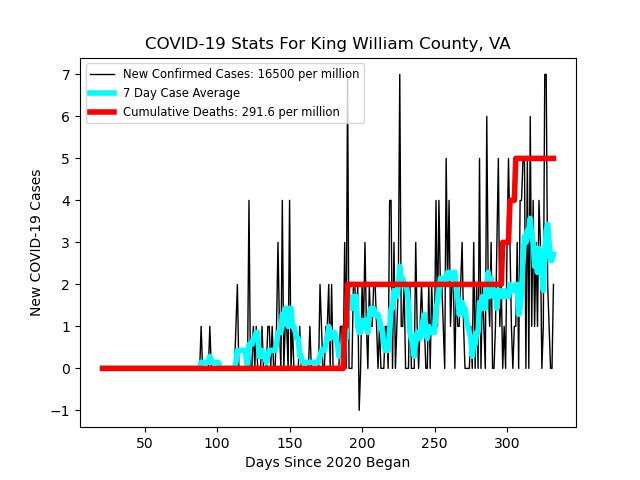 COVID-19 Stats For King William County, VA
New Confirmed Cases: 16500 per million
7 Day Case Average
Cumulative Deaths: 291.6 per million
New COVID-19 Cases
7
6
5
4
3
2
1
0
−1
50
100
150
200
250
300
Days Since 2020 Began